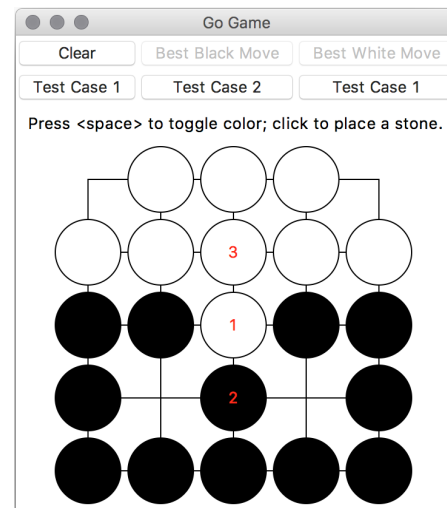 Go Game
Clear Best Black Move Best White Move
Test Case 1 Test Case 2 Test Case 1
Press <space> to toggle color; click to place a stone.
3
1
2